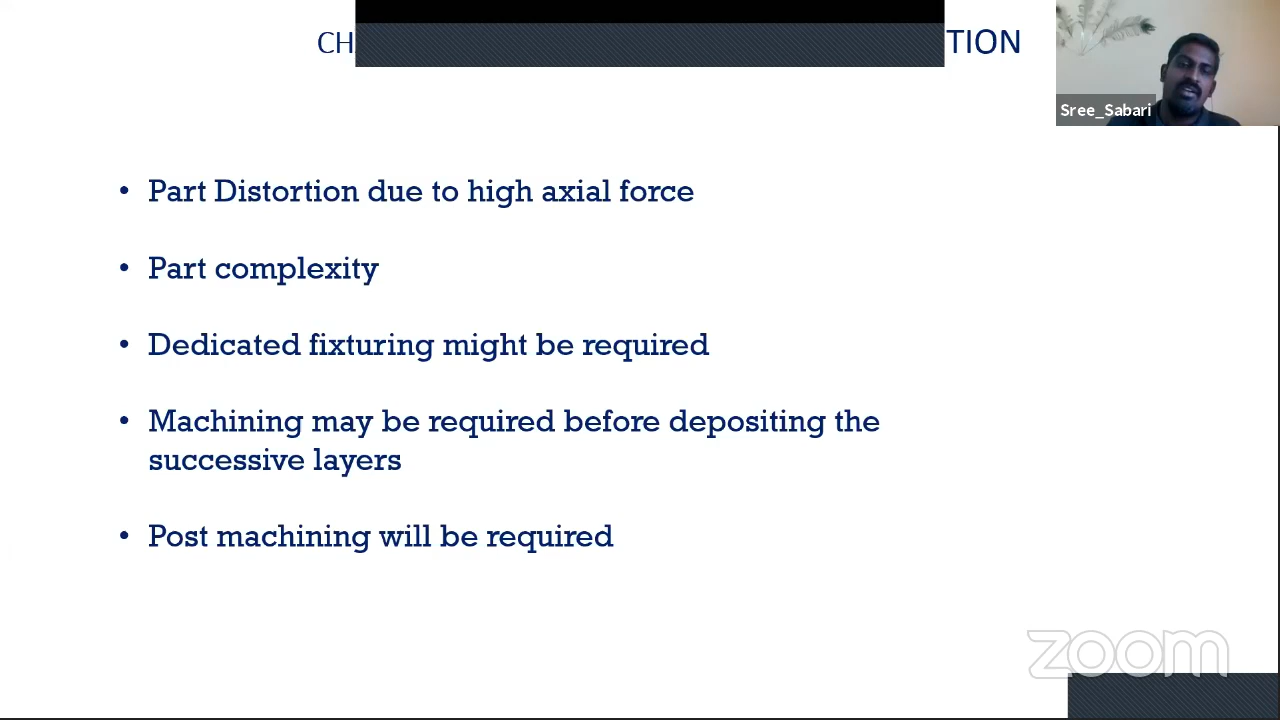 CH TION
Sree_Sabari
• Part Distortion due to high axial force
• Part complexity
• Dedicated fixturing might be required
• Machining may be required before depositing the
successive layers
• Post machining will be required
zoom